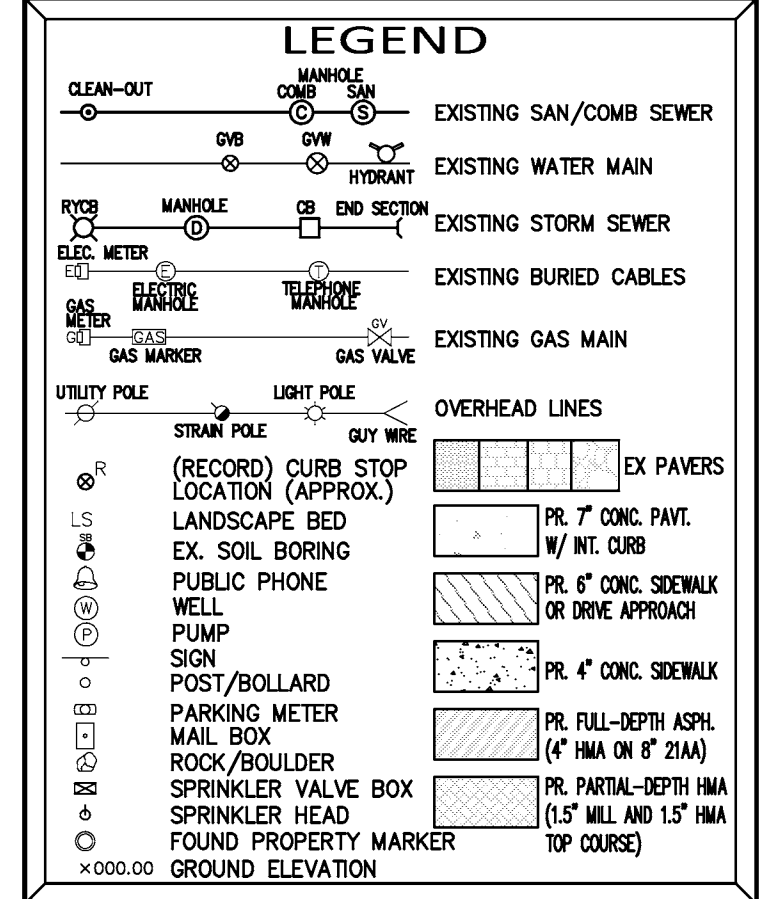 LEGEND
MANHOLE
CLEAN-OUT COMB SAN
C S EXISTING SAN/COMB SEWER
GVB GVW
HYDRANT EXISTING WATER MAIN
RYCB MANHOLE CB END SECTION
D EXISTING STORM SEWER
ELEC. METER
E E T EXISTING BURIED CABLES
ELECTRIC MANHOLE TELEPHONE MANHOLE
GAS METER
G GAS GV EXISTING GAS MAIN
GAS MARKER GAS VALVE
UTILITY POLE LIGHT POLE
OVERHEAD LINES
STRAIN POLE GUY WIRE
R (RECORD) CURB STOP
LOCATION (APPROX.)
LS LANDSCAPE BED
SB EX. SOIL BORING
PUBLIC PHONE
W WELL
P PUMP
SIGN
POST/BOLLARD
PARKING METER
MAIL BOX
ROCK/BOULDER
SPRINKLER VALVE BOX
SPRINKLER HEAD
FOUND PROPERTY MARKER
×000.00 GROUND ELEVATION
EX PAVERS
PR. 7" CONC. PAVT.
W/ INT. CURB
PR. 6" CONC. SIDEWALK
OR DRIVE APPROACH
PR. 4" CONC. SIDEWALK
PR. FULL-DEPTH ASPH.
(4" HMA ON 8" 21AA)
PR. PARTIAL-DEPTH HMA
(1.5" MILL AND 1.5" HMA
TOP COURSE)